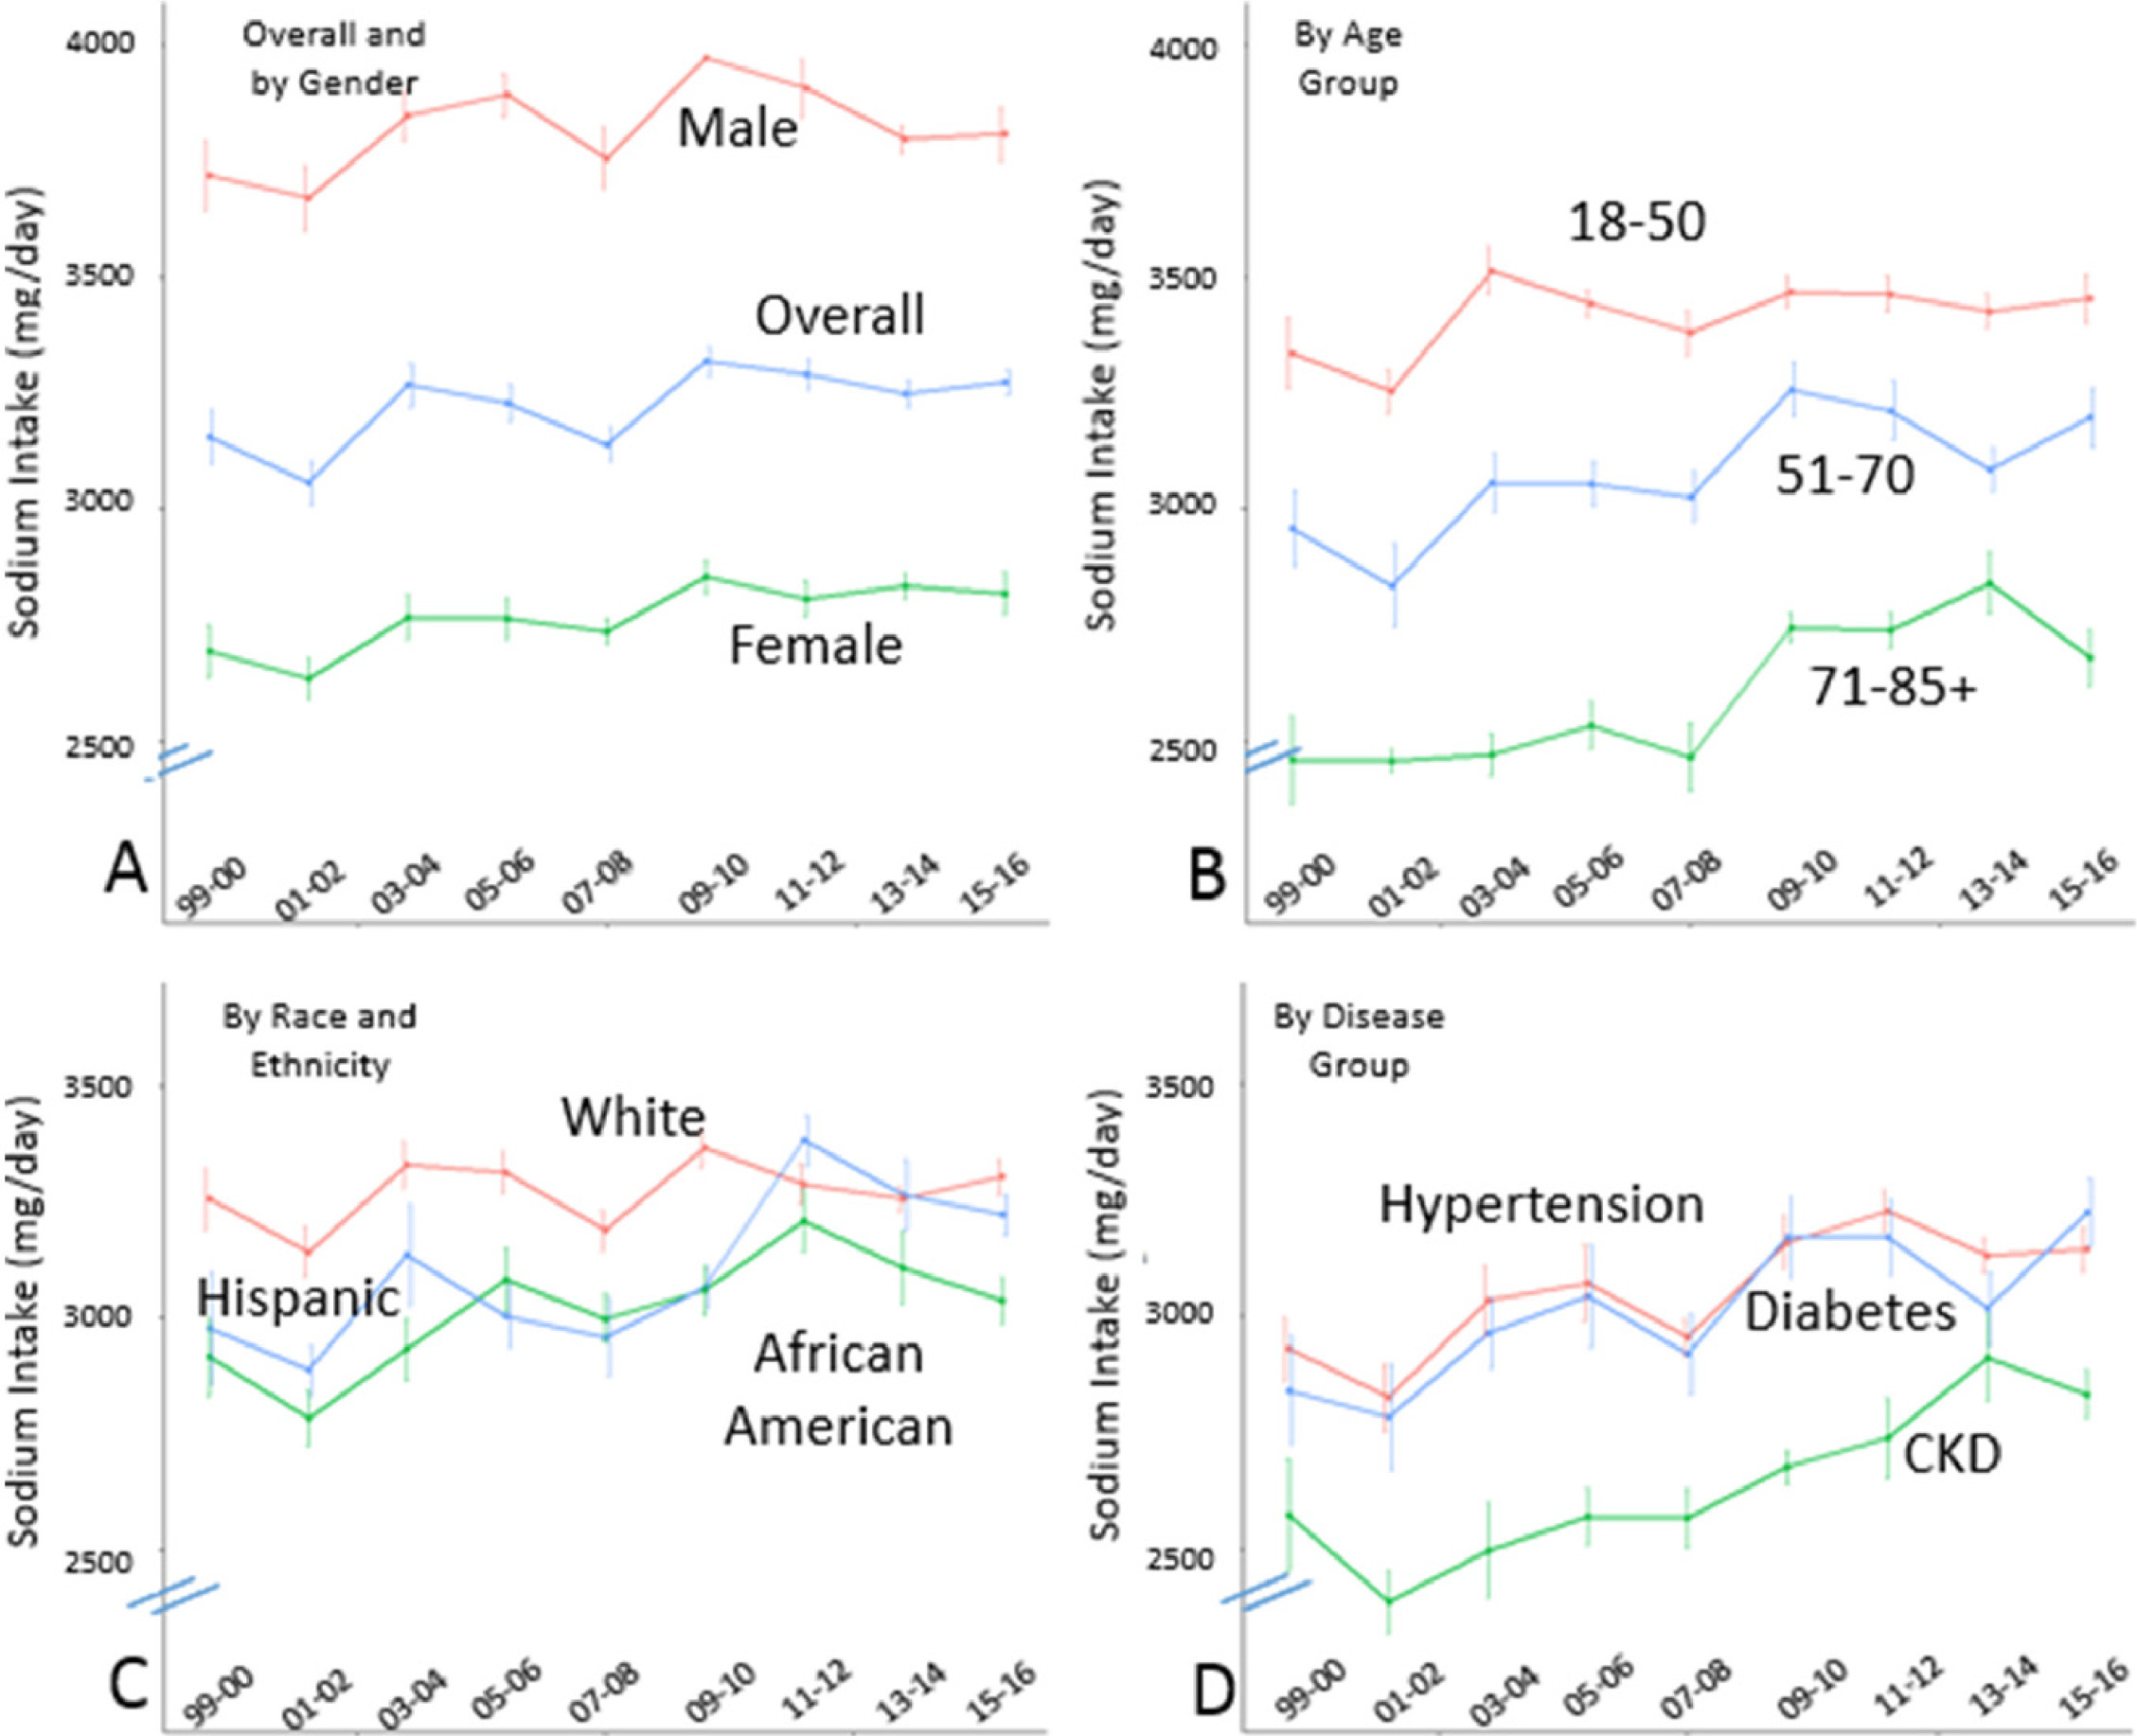 Overall and
by Gender
Sodium Intake (mg/day)
4000
3500
3000
2500
Male
Overall
Female
A
99-00
01-02
03-04
05-06
07-08
09-10
11-12
13-14
15-16
By Age
Group
Sodium Intake (mg/day)
4000
3500
3000
2500
18-50
51-70
71-85+
B
99-00
01-02
03-04
05-06
07-08
09-10
11-12
13-14
15-16
By Race and
Ethnicity
Sodium Intake (mg/day)
3500
3000
2500
White
Hispanic
African
American
C
99-00
01-02
03-04
05-06
07-08
09-10
11-12
13-14
15-16
By Disease
Group
Sodium Intake (mg/day)
3500
3000
2500
Hypertension
Diabetes
CKD
D
99-00
01-02
03-04
05-06
07-08
09-10
11-12
13-14
15-16